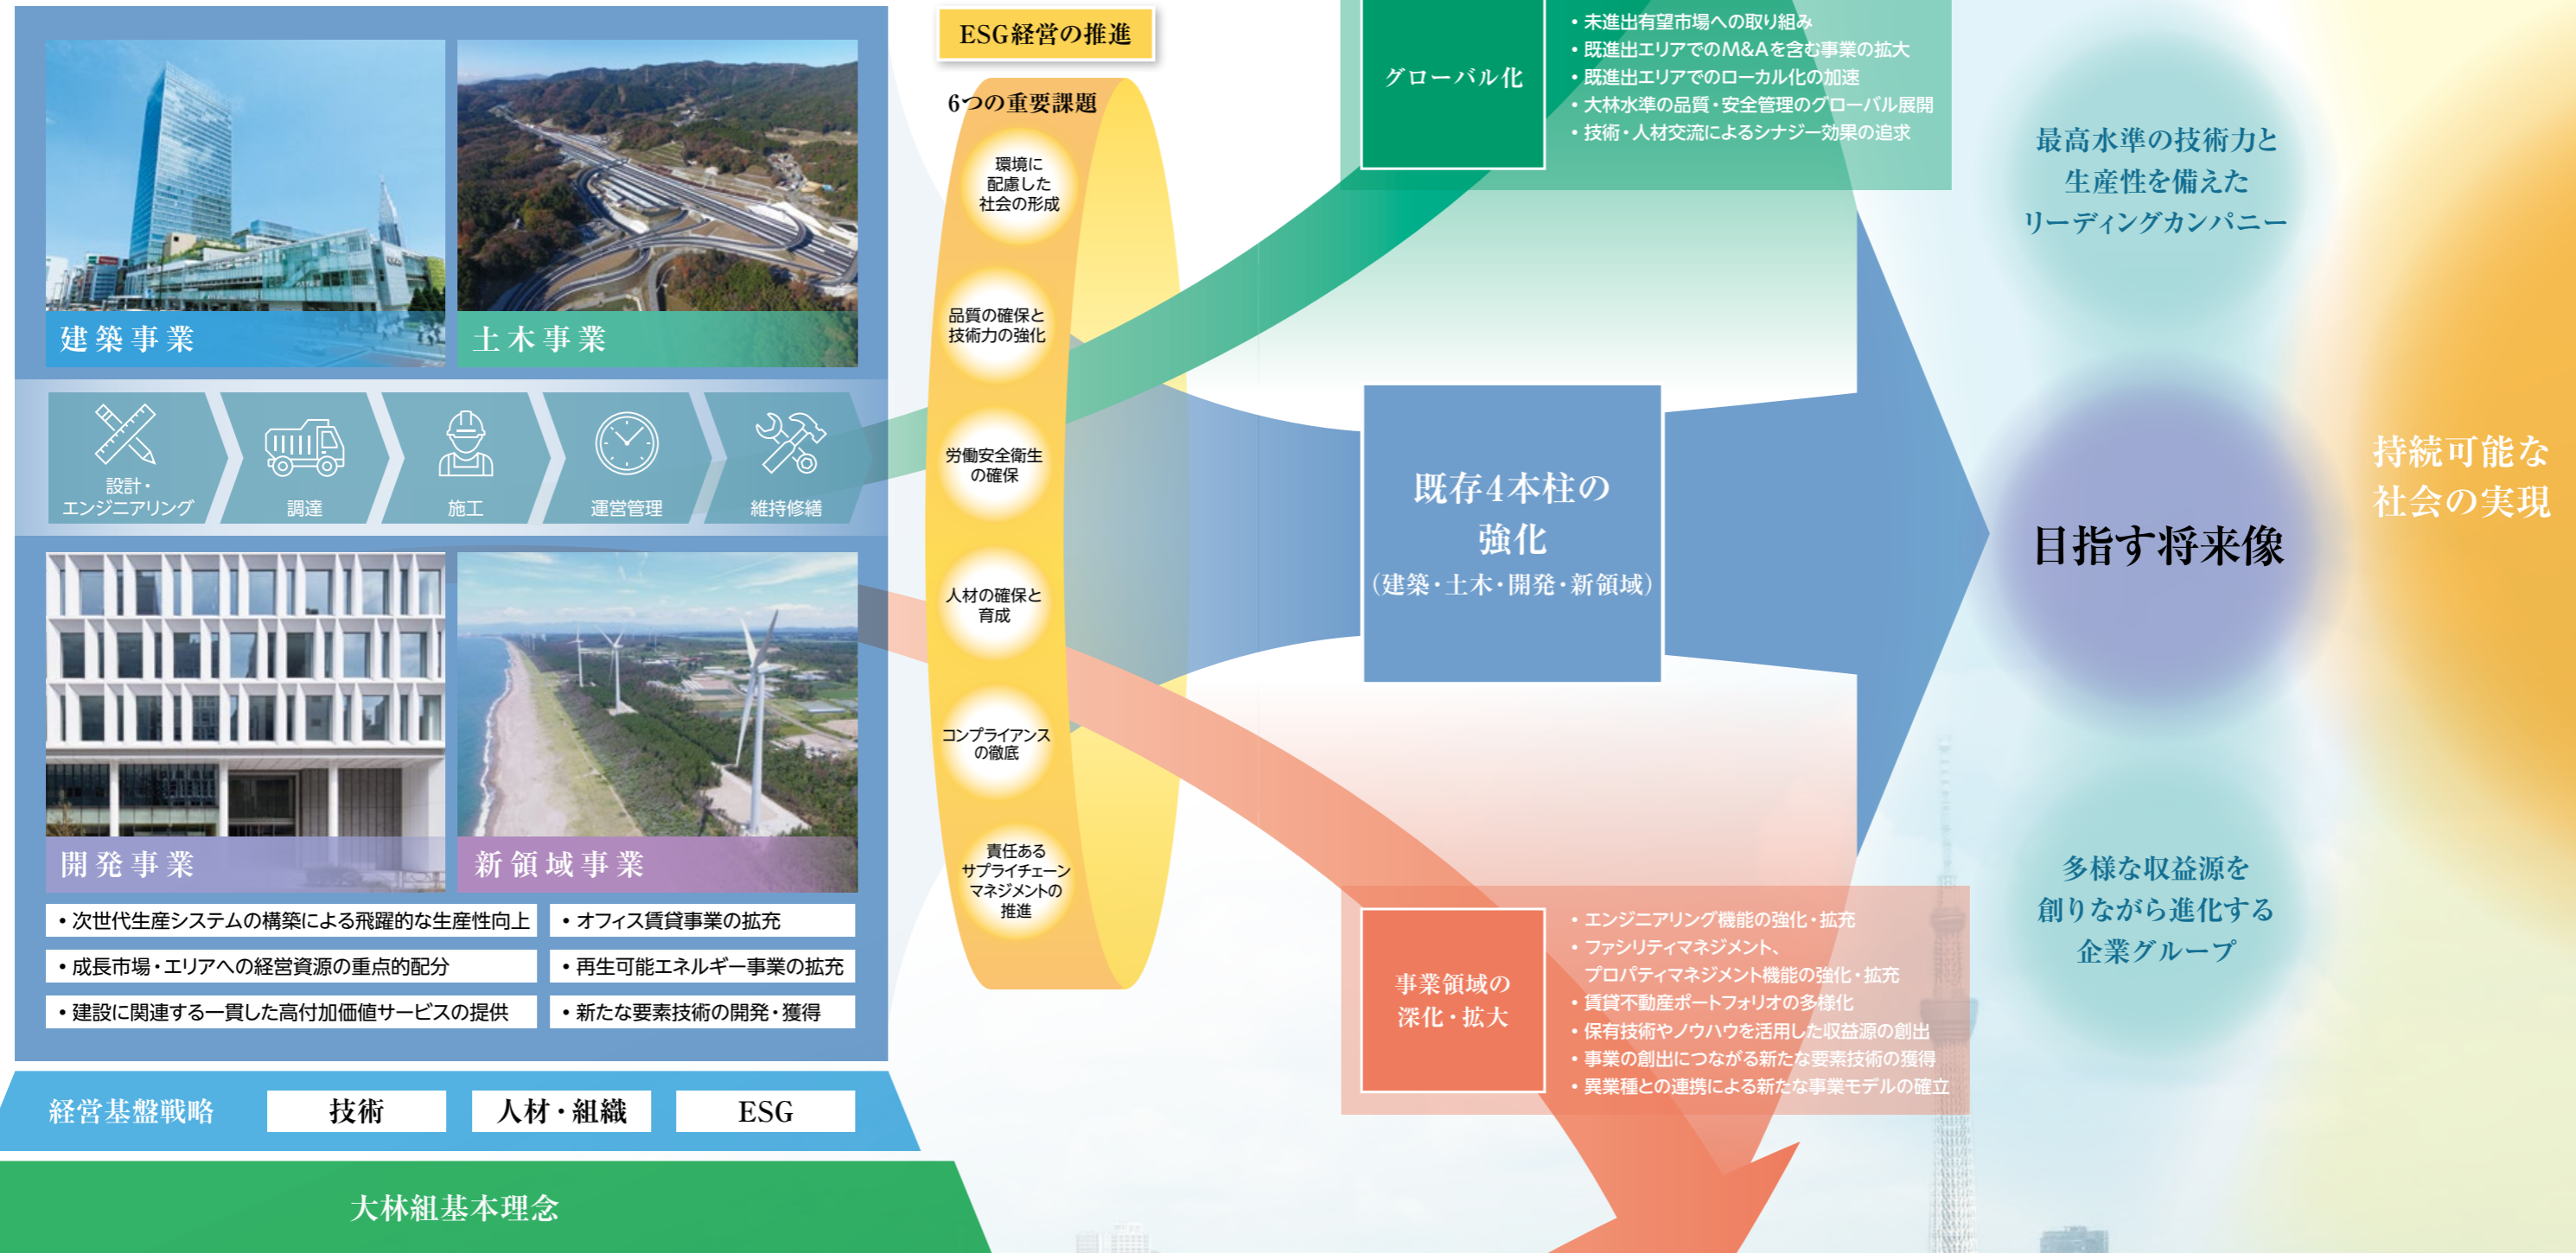 建築事業
土木事業
設計・
エンジニアリング
調達
施工
運営管理
維持修繕
開発事業
新領域事業
・次世代生産システムの構築による飛躍的な生産性向上
・成長市場・エリアへの経営資源の重点的配分
・建設に関連する一貫した高付加価値サービスの提供
・オフィス賃貸事業の拡充
・再生可能エネルギー事業の拡充
・新たな要素技術の開発・獲得
経営基盤戦略
技術
人材・組織
ESG
大林組基本理念
ESG経営の推進
6つの重要課題
環境に
配慮した
社会の形成
品質の確保と
技術力の強化
労働安全衛生
の確保
人材の確保と
育成
コンプライアンス
の徹底
責任ある
サプライチェーン
マネジメントの
推進
グローバル化
・未進出有望市場への取り組み
・既進出エリアでのM&Aを含む事業の拡大
・既進出エリアでのローカル化の加速
・大林水準の品質・安全管理のグローバル展開
・技術・人材交流によるシナジー効果の追求
既存4本柱の
強化
（建築・土木・開発・新領域）
事業領域の
深化・拡大
・エンジニアリング機能の強化・拡充
・ファシリティマネジメント、
プロパティマネジメント機能の強化・拡充
・賃貸不動産ポートフォリオの多様化
・保有技術やノウハウを活用した収益源の創出
・事業の創出につながる新たな要素技術の獲得
・異業種との連携による新たな事業モデルの確立
最高水準の技術力と
生産性を備えた
リーディングカンパニー
目指す将来像
多様な収益源を
創りながら進化する
企業グループ
持続可能な
社会の実現